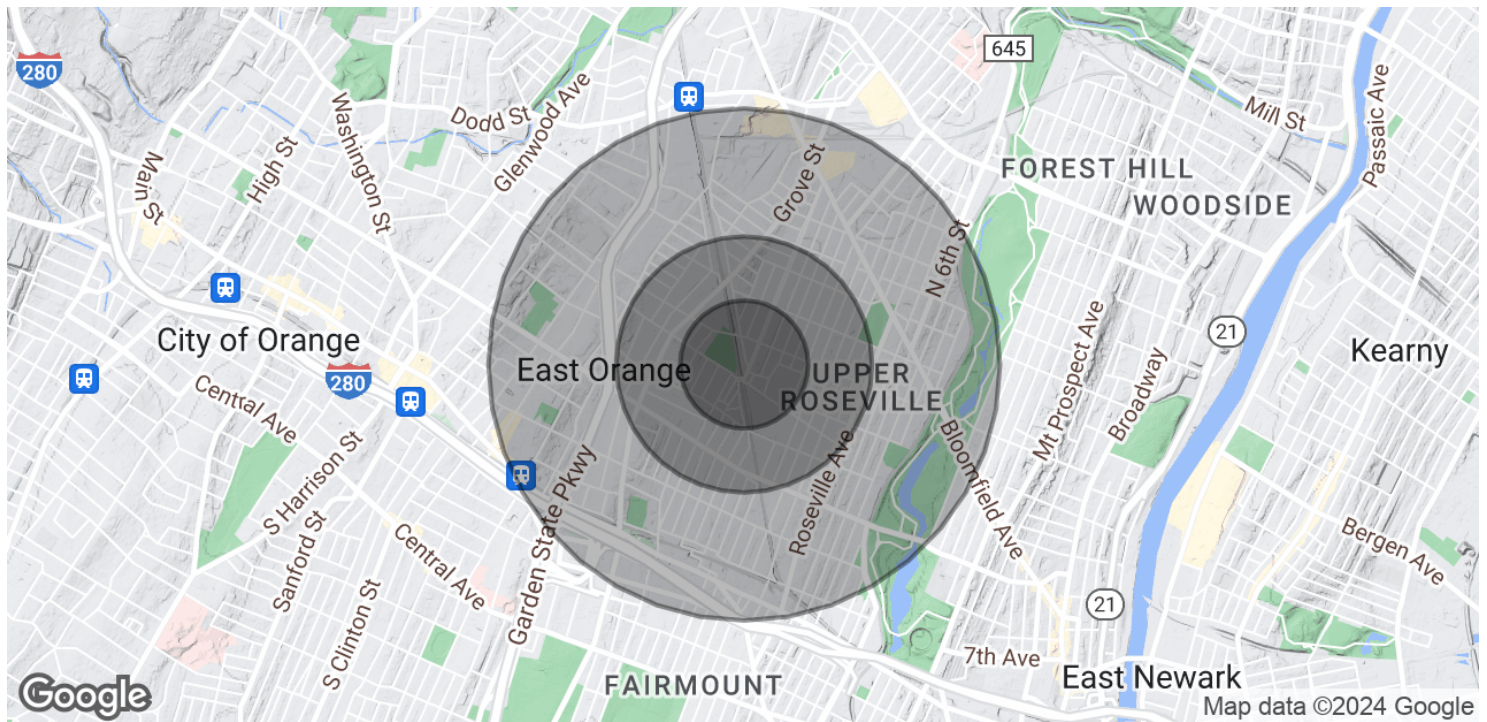 645
280
Dodd St
Glenwood Ave
Washington St
High St
Main St
Mill St
Passaic Ave
Grove St
FOREST HILL
WOODSIDE
N 6th St
City of Orange
280
East Orange
UPPER
ROSEVILLE
21
Kearny
Mt Prospect Ave
Broadway
Central Ave
S Harrison St
Sanford St
Central Ave
S Clinton St
Garden State Pkwy
Roseville Ave
Bloomfield Ave
Bergen Ave
21
7th Ave
East Newark
FAIRMOUNT
Google
Map data ©2024 Google